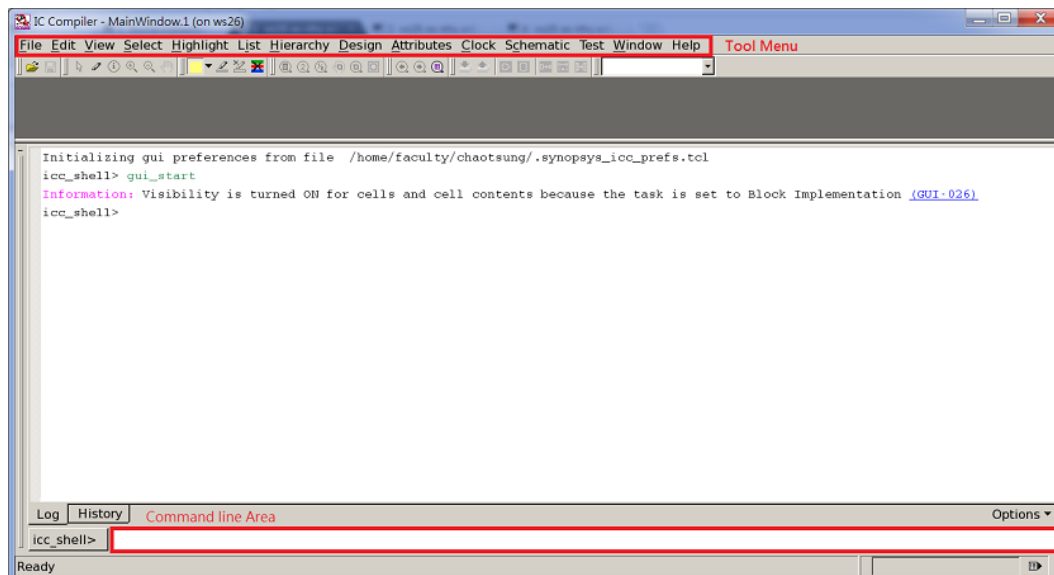 IC Compiler - MainWindow.1 (on ws26)
File Edit View Select Highlight List Hierarchy Design Attributes Clock Schematic Test Window Help Tool Menu
Initializing gui preferences from file /home/faculty/chaotsung/.synopsys_icc_prefs.tcl
icc_shell> gui_start
Information: Visibility is turned ON for cells and cell contents because the task is set to Block Implementation (GUI-026)
icc_shell>
Log History Command line Area Options
icc_shell>
Ready